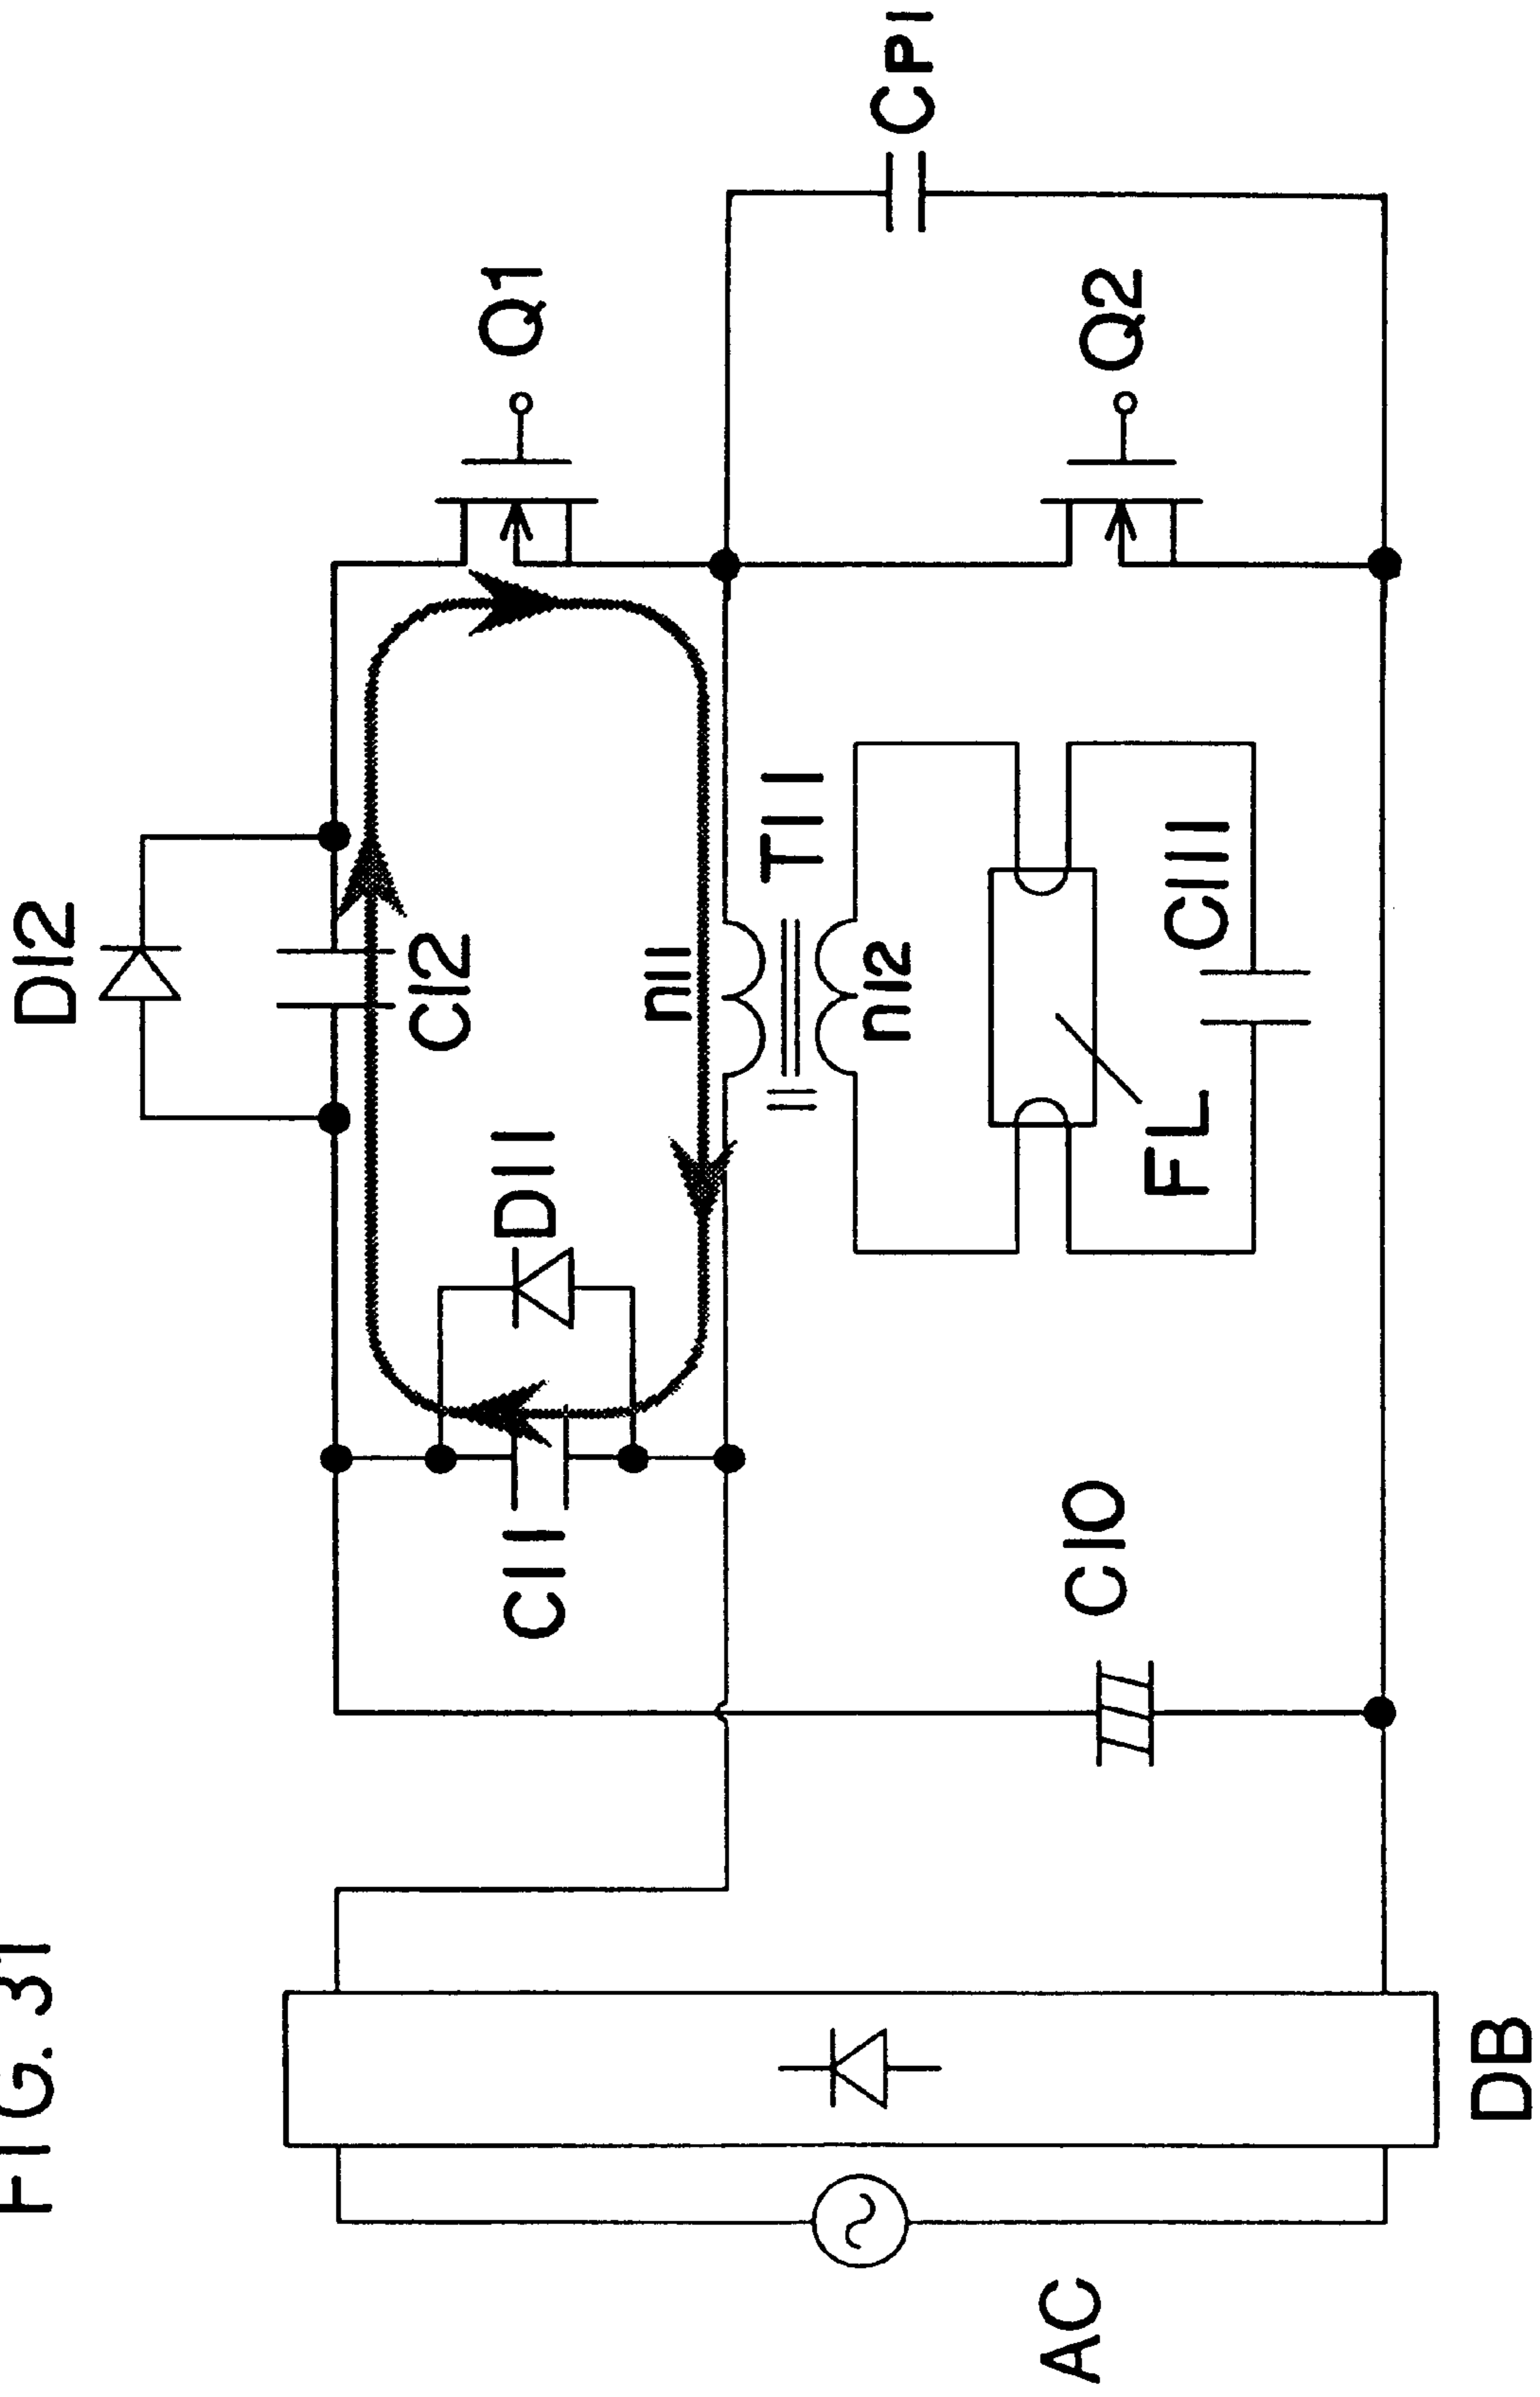 FIG. 31
D12
C12
D11
C11
Q1
n11
T11
n12
CP1
Q2
FL
C111
C10
AC
DB